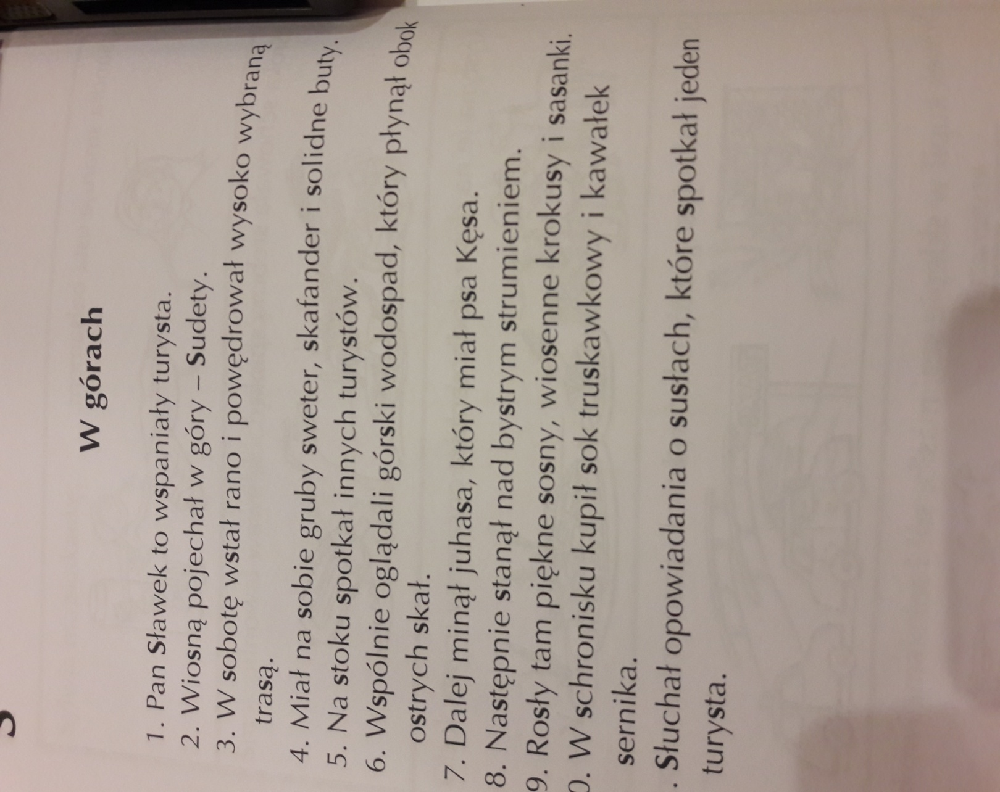 S
W górach
1. Pan Sławek to wspaniały turysta.
2. Wiosną pojechał w góry – Sudety.
3. W sobotę wstał rano i powędrował wysoko wybraną
trasą.
4. Miał na sobie gruby sweter, skafander i solidne buty.
5. Na stoku spotkał innych turystów.
6. Wspólnie oglądali górski wodospad, który płynął obok
ostrych skał.
7. Dalej minął juhasa, który miał psa Kęsa.
8. Następnie stanął nad bystrym strumieniem.
9. Rosły tam piękne sosny, wiosenne krokusy i sasanki.
0. W schronisku kupił sok truskawkowy i kawałek
sernika.
. Słuchał opowiadania o susłach, które spotkał jeden
turysta.